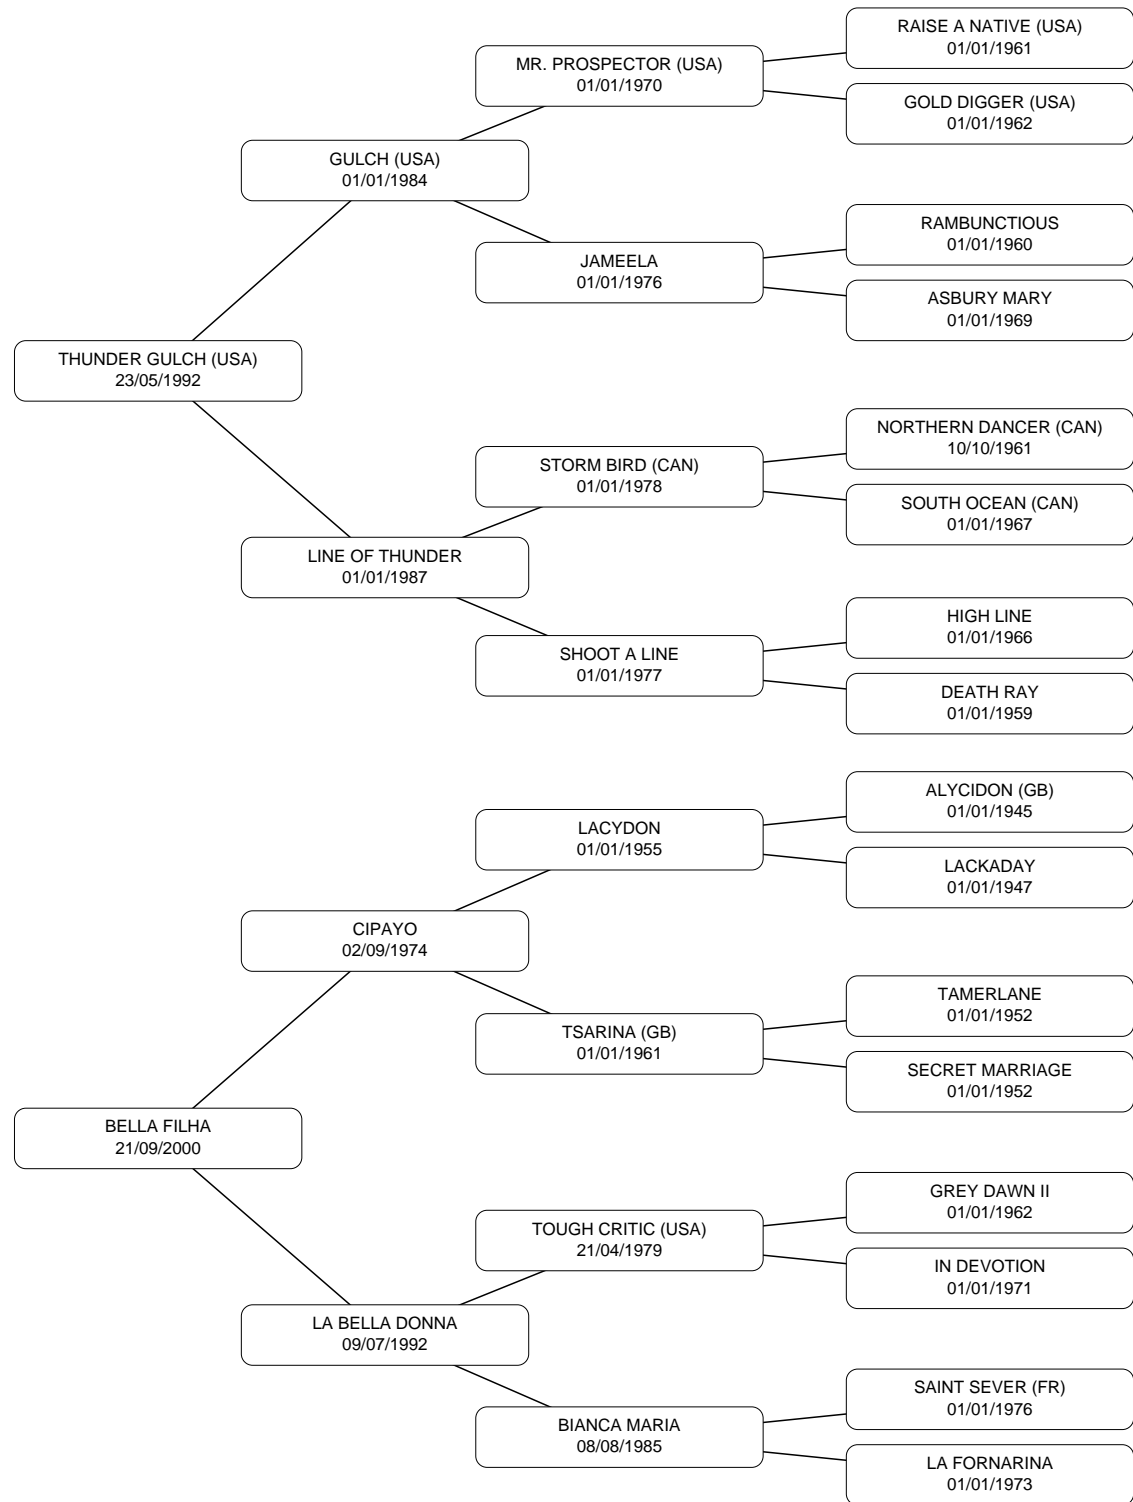 RAISE A NATIVE (USA)
01/01/1961
MR. PROSPECTOR (USA)
01/01/1970
GOLD DIGGER (USA)
01/01/1962
GULCH (USA)
01/01/1984
RAMBUNCTIOUS
01/01/1960
JAMEELA
01/01/1976
ASBURY MARY
01/01/1969
THUNDER GULCH (USA)
23/05/1992
NORTHERN DANCER (CAN)
10/10/1961
STORM BIRD (CAN)
01/01/1978
SOUTH OCEAN (CAN)
01/01/1967
LINE OF THUNDER
01/01/1987
HIGH LINE
01/01/1966
SHOOT A LINE
01/01/1977
DEATH RAY
01/01/1959
ALYCIDON (GB)
01/01/1945
LACYDON
01/01/1955
LACKADAY
01/01/1947
CIPAYO
02/09/1974
TAMERLANE
01/01/1952
TSARINA (GB)
01/01/1961
SECRET MARRIAGE
01/01/1952
BELLA FILHA
21/09/2000
GREY DAWN II
01/01/1962
TOUGH CRITIC (USA)
21/04/1979
IN DEVOTION
01/01/1971
LA BELLA DONNA
09/07/1992
SAINT SEVER (FR)
01/01/1976
BIANCA MARIA
08/08/1985
LA FORNARINA
01/01/1973